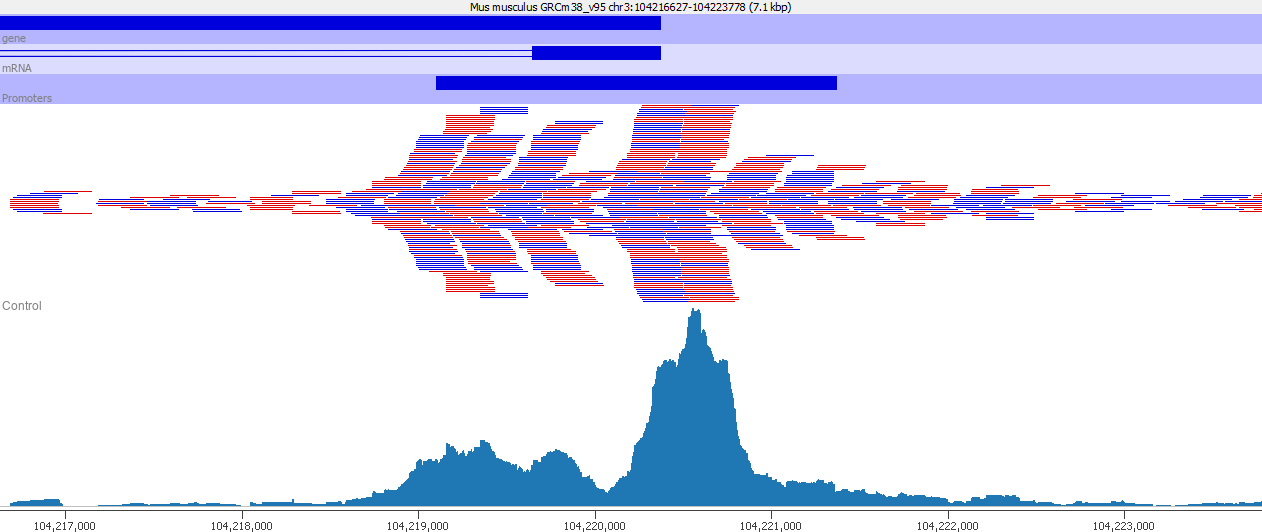 Mus musculus GRCm38_v95 chr3:104216627-104223778 (7.1 kbp)
gene
mRNA
Promoters
Control
104,217,000 104,218,000 104,219,000 104,220,000 104,221,000 104,222,000 104,223,000